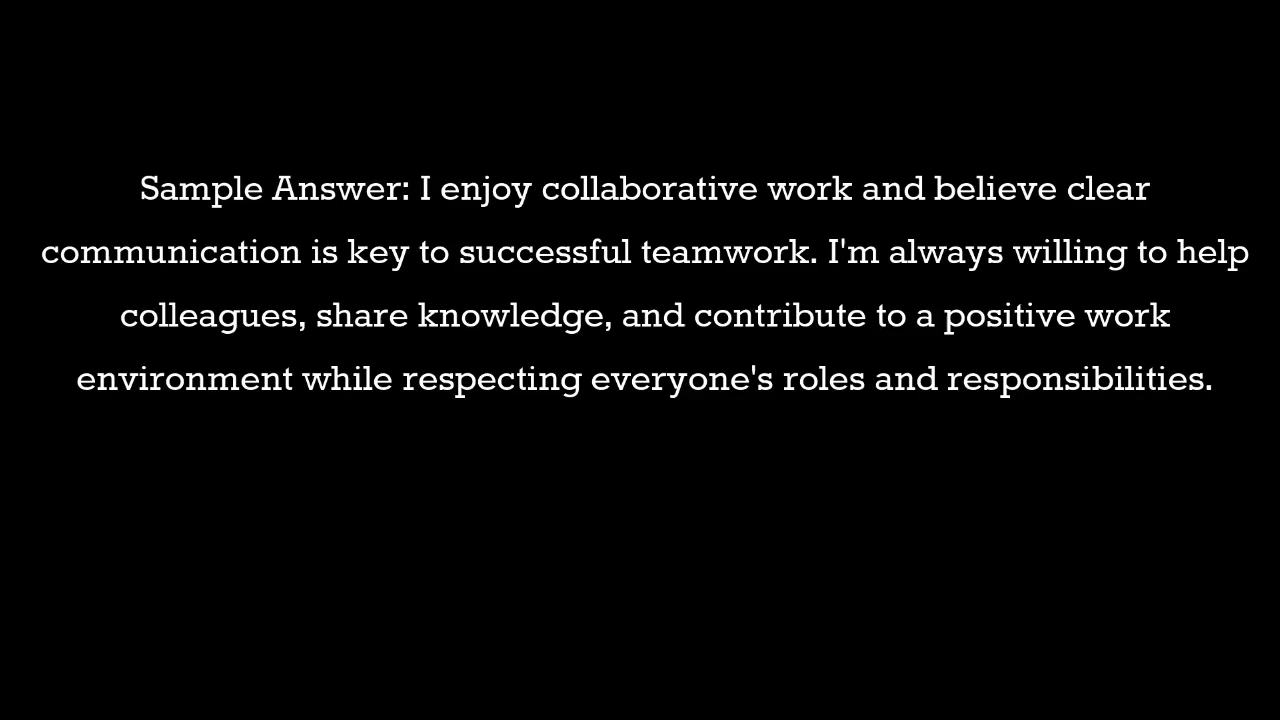 Sample Answer: I enjoy collaborative work and believe clear
communication is key to successful teamwork. I'm always willing to help
colleagues, share knowledge, and contribute to a positive work
environment while respecting everyone's roles and responsibilities.